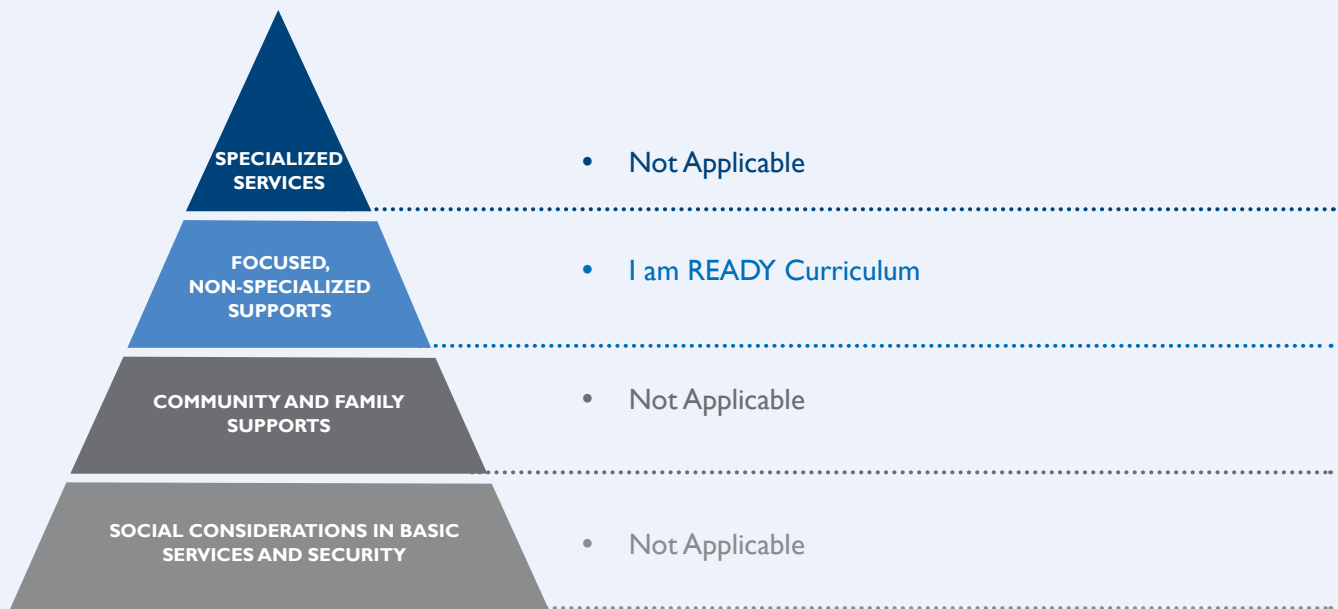 SPECIALIZED
SERVICES
• Not Applicable
FOCUSED,
NON-SPECIALIZED
SUPPORTS
• I am READY Curriculum
COMMUNITY AND FAMILY
SUPPORTS
• Not Applicable
SOCIAL CONSIDERATIONS IN BASIC
SERVICES AND SECURITY
• Not Applicable